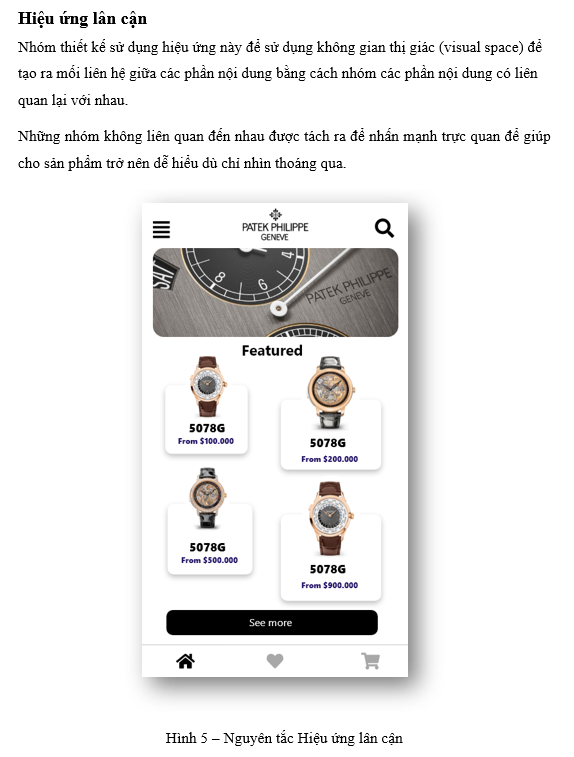 Hiệu ứng lân cận
Nhóm thiết kế sử dụng hiệu ứng này để sử dụng không gian thị giác (visual space) để
tạo ra mối liên hệ giữa các phần nội dung bằng cách nhóm các phần nội dung có liên
quan lại với nhau.
Những nhóm không liên quan đến nhau được tách ra để nhấn mạnh trực quan để giúp
cho sản phẩm trở nên dễ hiểu dù chỉ nhìn thoáng qua.
PATEK PHILIPPE
GENEVE
SAT
PATEK PHILIPPE
GENEVE
Featured
5078G
From $100.000
5078G
From $200.000
5078G
From $500.000
5078G
From $900.000
See more
Hình 5 – Nguyên tắc Hiệu ứng lân cận